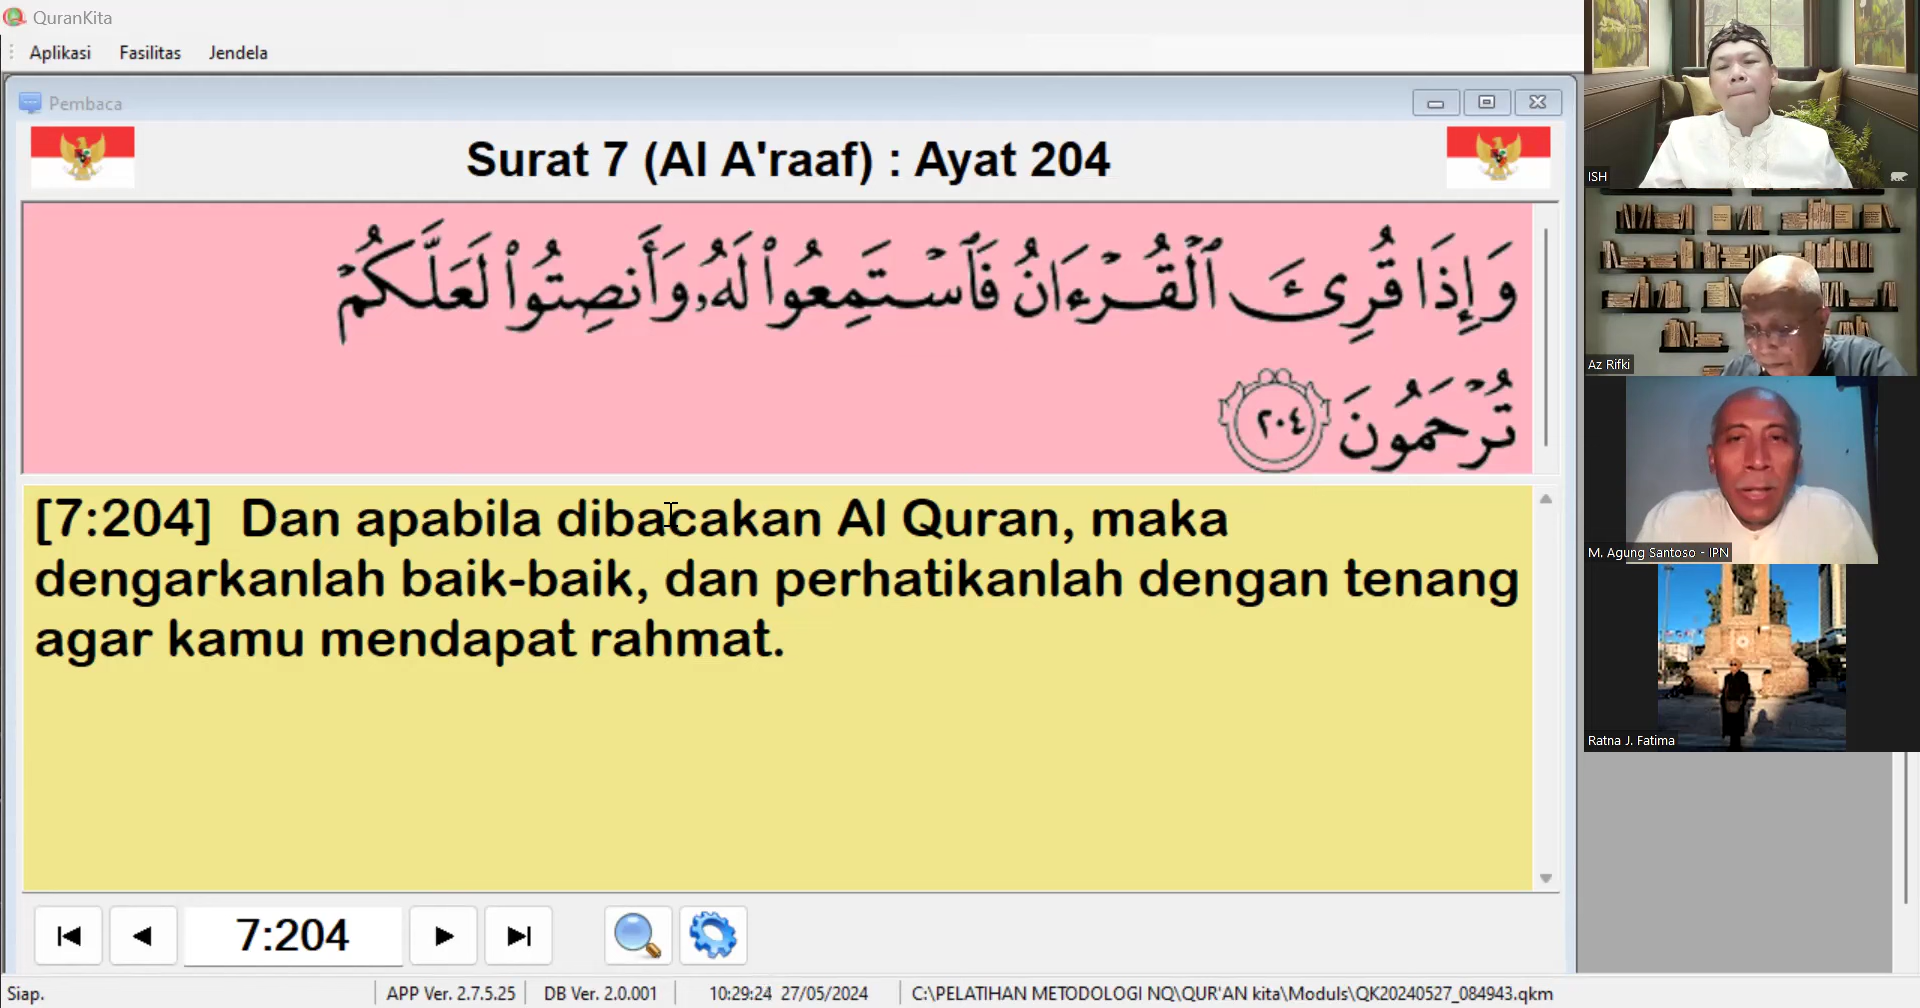 QuranKita
Aplikasi Fasilitas Jendela
Pembaca
Surat 7 (Al A'raaf) : Ayat 204
وَإِذَا قُرِئَ ٱلْقُرْءَانُ فَٱسْتَمِعُوا۟ لَهُۥ وَأَنصِتُوا۟ لَعَلَّكُمْ
تُرْحَمُونَ ٢٠٤
[7:204] Dan apabila dibacakan Al Quran, maka
dengarkanlah baik-baik, dan perhatikanlah dengan tenang
agar kamu mendapat rahmat.
7:204
Siap. APP Ver. 2.7.5.25 DB Ver. 2.0.001 10:29:24 27/05/2024 C:\PELATIHAN METODOLOGI NQ\QUR'AN kita\Moduls\QK20240527_084943.qkm
ISH
Az Rifki
M. Agung Santoso - IPN
Ratna J. Fatima